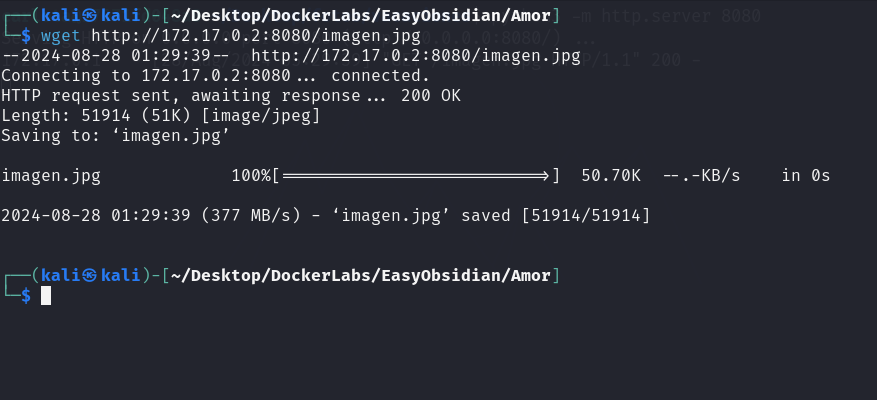 ┌──(kali㉿kali)-[~/Desktop/DockerLabs/EasyObsidian/Amor] -m http.server 8080
└─$ wget http://172.17.0.2:8080/imagen.jpg
--2024-08-28 01:29:39-- http://172.17.0.2:8080/imagen.jpg
Connecting to 172.17.0.2:8080... connected.
HTTP request sent, awaiting response... 200 OK
Length: 51914 (51K) [image/jpeg]
Saving to: ‘imagen.jpg’
imagen.jpg 100%[==========================>] 50.70K --.-KB/s in 0s
2024-08-28 01:29:39 (377 MB/s) - ‘imagen.jpg’ saved [51914/51914]
┌──(kali㉿kali)-[~/Desktop/DockerLabs/EasyObsidian/Amor]
└─$